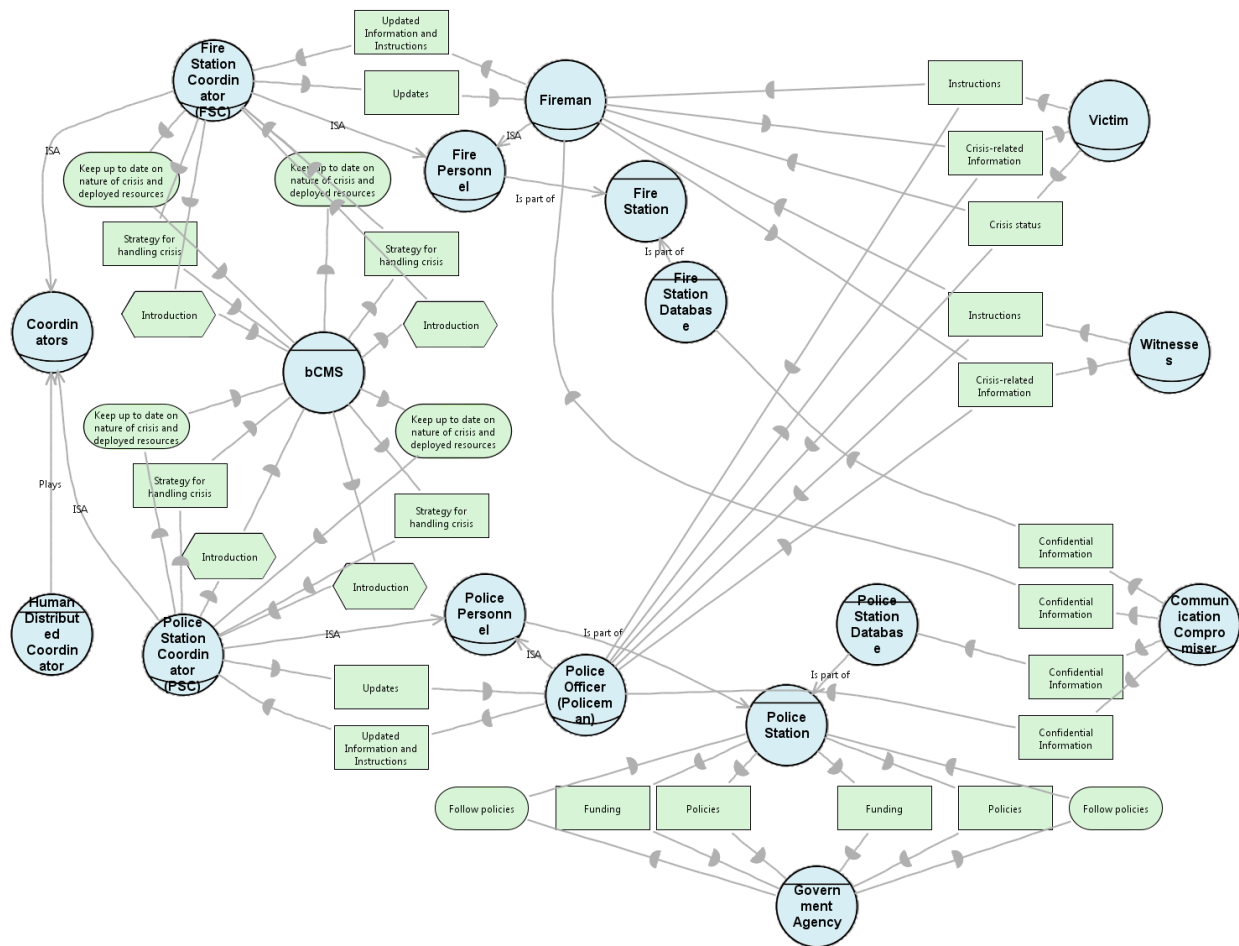 Updated
Information and
Instructions
Fire
Station
Coordin
ator
(FSC)
Updates
Fireman
Instructions
Victim
ISA
ISA
ISA
Crisis-related
Information
Keep up to date on
nature of crisis and
deployed resources
Keep up to date on
nature of crisis and
deployed resources
Fire
Personn
el
Is part of
Fire
Station
Crisis status
Strategy for
handling crisis
Strategy for
handling crisis
Is part of
Fire
Station
Databas
e
Introduction
Introduction
Instructions
Coordin
ators
bCMS
Witnesse
s
Crisis-related
Information
Keep up to date on
nature of crisis and
deployed resources
Keep up to date on
nature of crisis and
deployed resources
Plays
ISA
Strategy for
handling crisis
Strategy for
handling crisis
Introduction
Introduction
Confidential
Information
Confidential
Information
Human
Distribut
ed
Coordin
ator
Police
Station
Coordin
ator
(PSC)
ISA
Police
Personn
el
Is part of
ISA
Police
Station
Databas
e
Commun
ication
Compro
miser
Is part of
Confidential
Information
Updates
Police
Officer
(Policem
an)
Police
Station
Updated
Information and
Instructions
Confidential
Information
Follow policies
Funding
Policies
Funding
Policies
Follow policies
Govern
ment
Agency